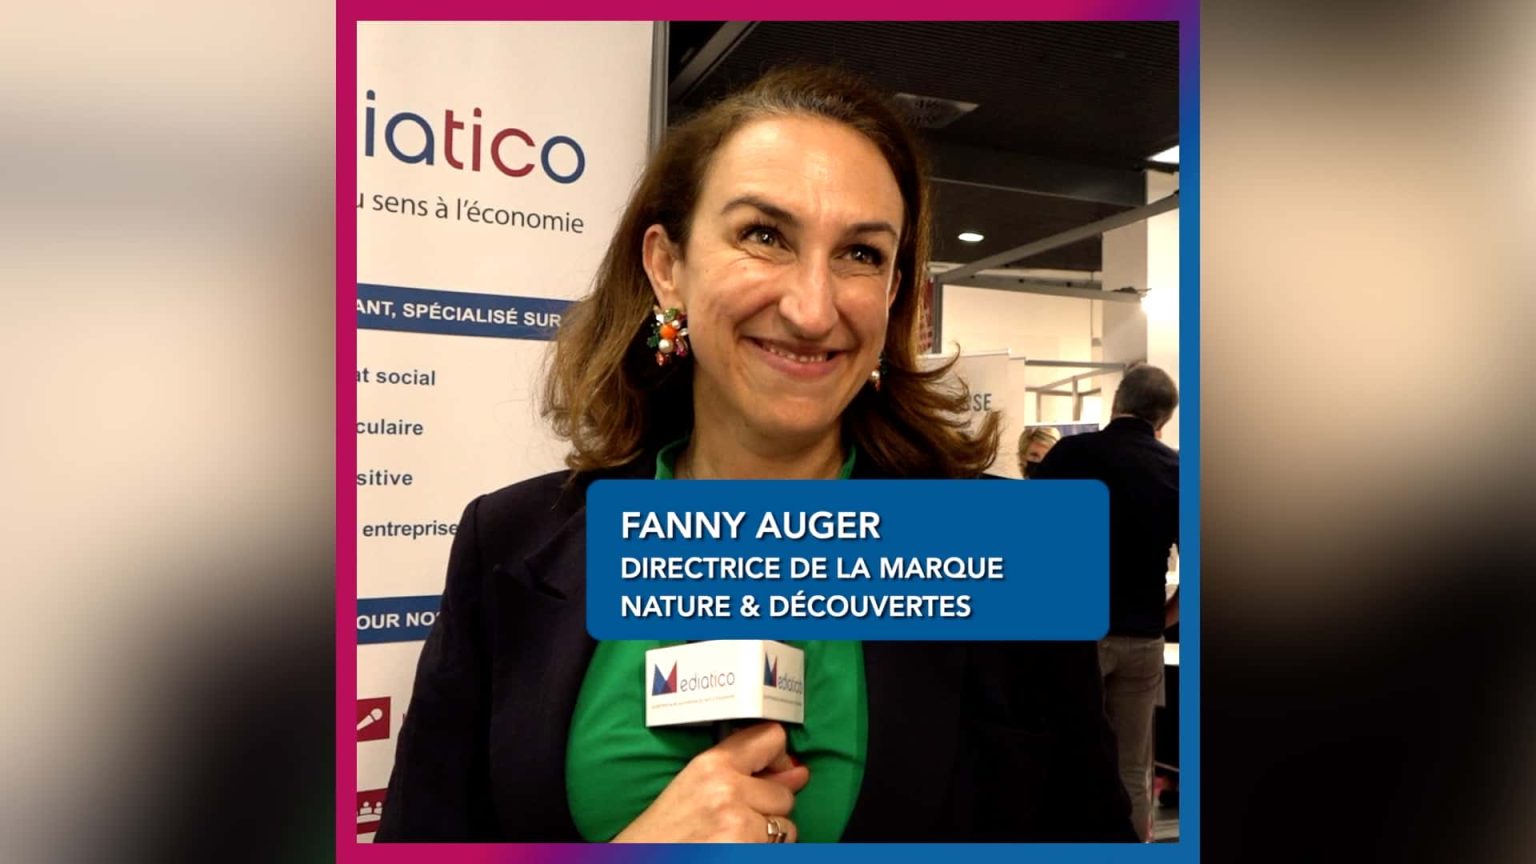 iatico
sens à l'économie
ANT, SPÉCIALISÉ SUR
social
culaire
sitive
entreprise
OUR NO
FANNY AUGER
DIRECTRICE DE LA MARQUE
NATURE & DÉCOUVERTES
Mediatico
Mediatico